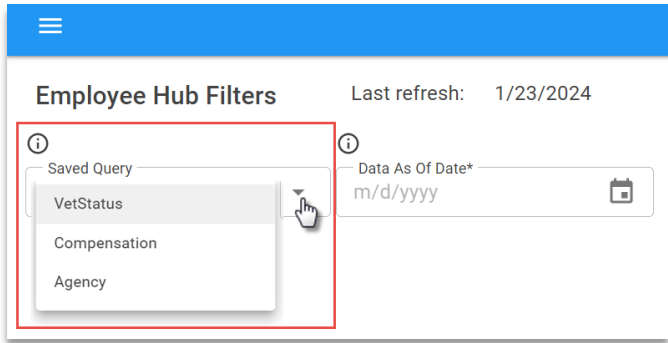 Employee Hub Filters
Last refresh: 1/23/2024
Saved Query
VetStatus
Compensation
Agency
Data As Of Date*
m/d/yyyy